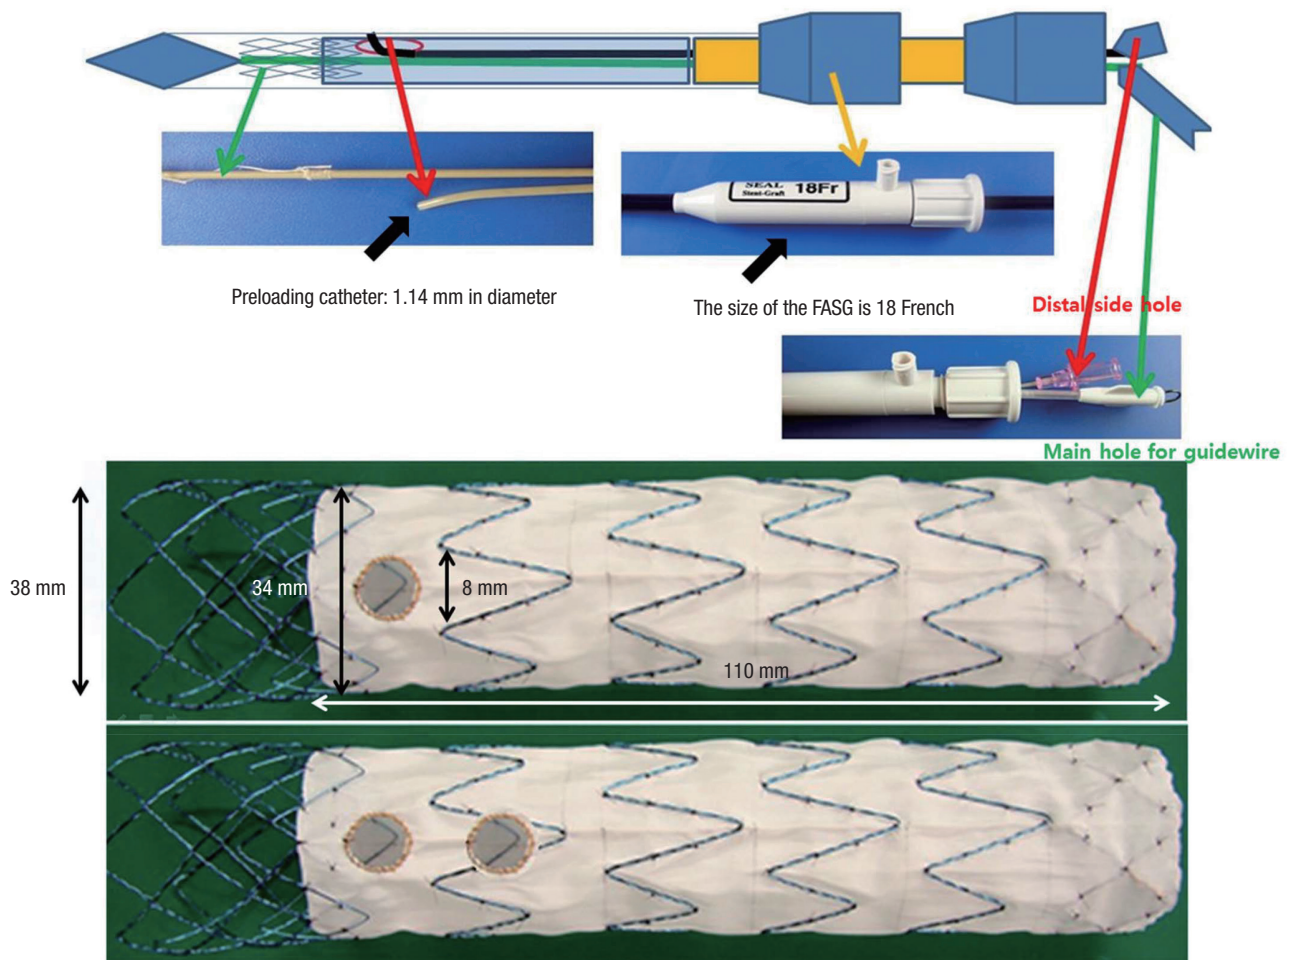 SEAL 18Fr
Stent-Graft
Preloading catheter: 1.14 mm in diameter
The size of the FASG is 18 French
Distal side hole
Main hole for guidewire
38 mm
34 mm
8 mm
110 mm